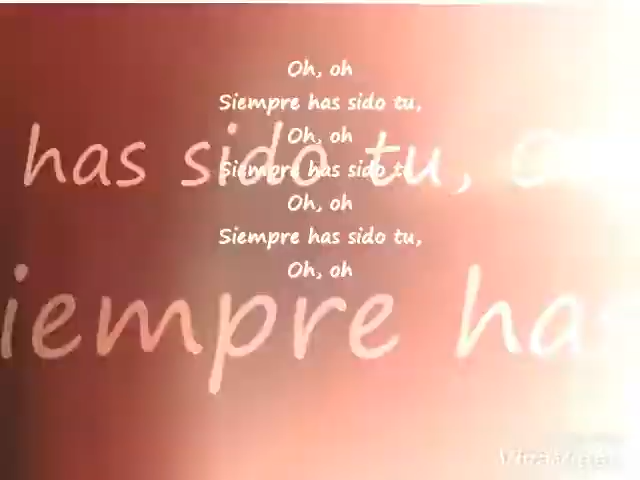 Oh, oh
Siempre has sido tu,
Oh, oh
Siempre has sido tu,
Oh, oh
Siempre has sido tu,
Oh, oh
has sido tu,
iempre has